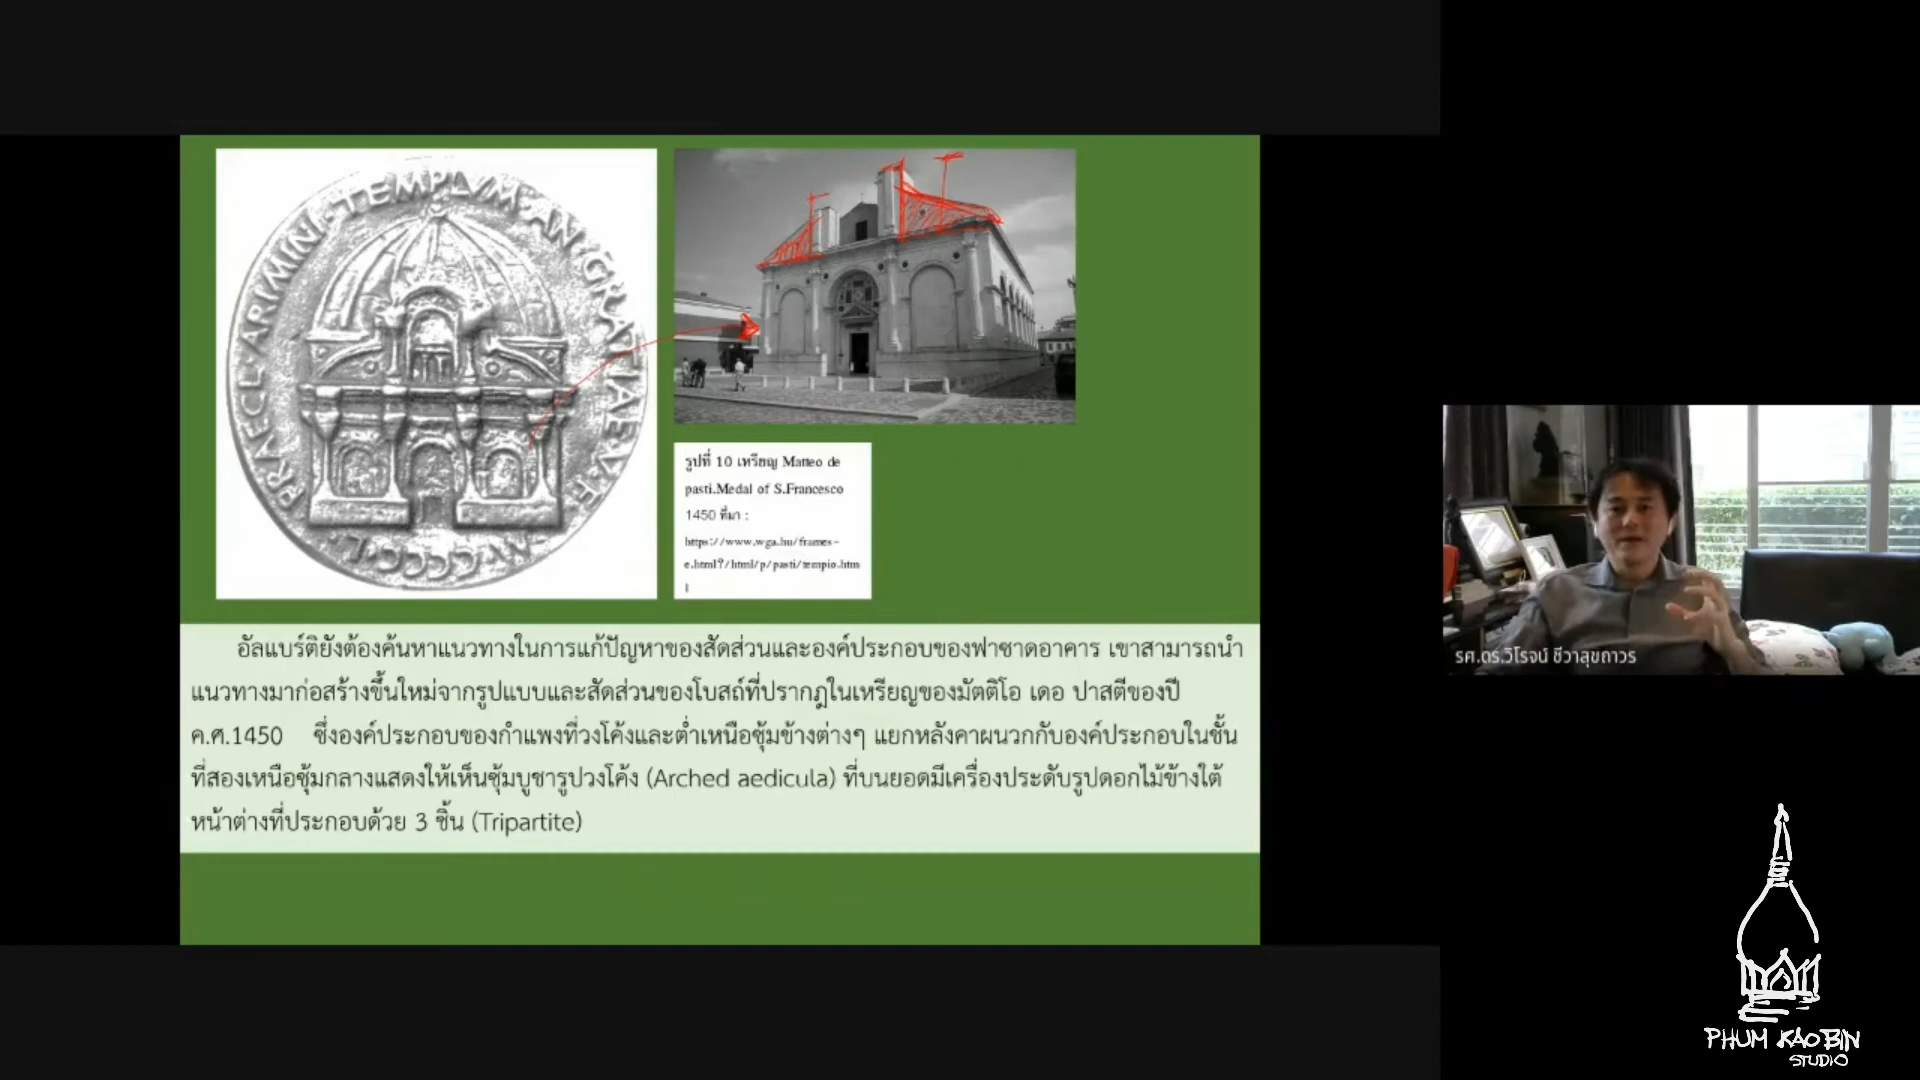 PRAECL·ARIMINI·TEMPLVM·AN·GRATIAE·V·F
·M·CCCC·L·
รูปที่ 10 เหรียญ Matteo de
pasti.Medal of S.Francesco
1450 ที่มา :
https://www.wga.hu/frames-
e.html?/html/p/pasti/tempio.htm
l
อัลแบร์ติยังต้องค้นหาแนวทางในการแก้ปัญหาของสัดส่วนและองค์ประกอบของฟาซาดอาคาร เขาสามารถนำ
แนวทางมาก่อสร้างขึ้นใหม่จากรูปแบบและสัดส่วนของโบสถ์ที่ปรากฏในเหรียญของมัตติโอ เดอ ปาสตีของปี
ค.ศ.1450 ซึ่งองค์ประกอบของกำแพงที่วงโค้งและต่ำเหนือซุ้มข้างต่างๆ แยกหลังคาผนวกกับองค์ประกอบในชั้น
ที่สองเหนือซุ้มกลางแสดงให้เห็นซุ้มบูชารูปวงโค้ง (Arched aedicula) ที่บนยอดมีเครื่องประดับรูปดอกไม้ข้างใต้
หน้าต่างที่ประกอบด้วย 3 ชิ้น (Tripartite)
รศ.ดร.วิโรจน์ ชีวาสุขถาวร
PHUM KAO BIN
STUDIO